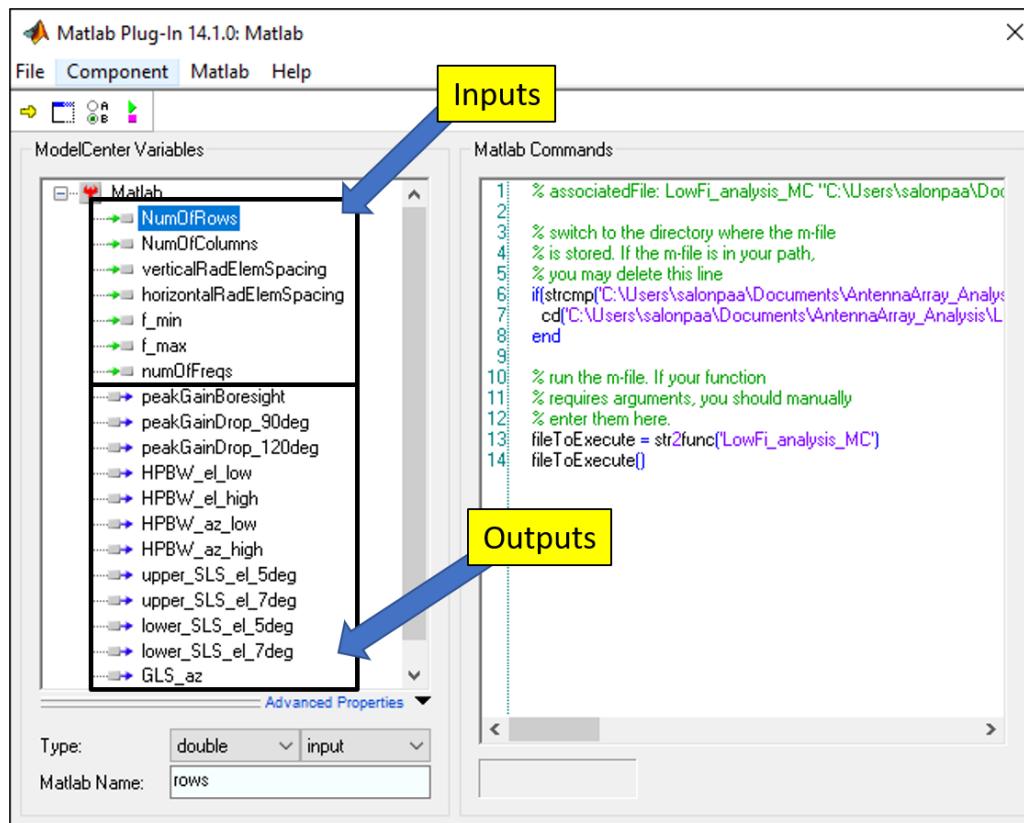 Matlab Plug-In 14.1.0: Matlab
File Component Matlab Help
A
B
Inputs
ModelCenter Variables
Matlab
NumOfRows
NumOfColumns
verticalRadElemSpacing
horizontalRadElemSpacing
f_min
f_max
numOfFreqs
peakGainBoresight
peakGainDrop_90deg
peakGainDrop_120deg
HPBW_el_low
HPBW_el_high
HPBW_az_low
HPBW_az_high
upper_SLS_el_5deg
upper_SLS_el_7deg
lower_SLS_el_5deg
lower_SLS_el_7deg
GLS_az
Outputs
Advanced Properties
Type: double input
Matlab Name: rows
Matlab Commands
1 % associatedFile: LowFi_analysis_MC "C:\Users\salonpaa\Doc
2
3 % switch to the directory where the m-file
4 % is stored. If the m-file is in your path,
5 % you may delete this line
6 if(strcmp('C:\Users\salonpaa\Documents\AntennaArray_Analys
7 cd('C:\Users\salonpaa\Documents\AntennaArray_Analysis\L
8 end
9
10 % run the m-file. If your function
11 % requires arguments, you should manually
12 % enter them here.
13 fileToExecute = str2func('LowFi_analysis_MC')
14 fileToExecute()